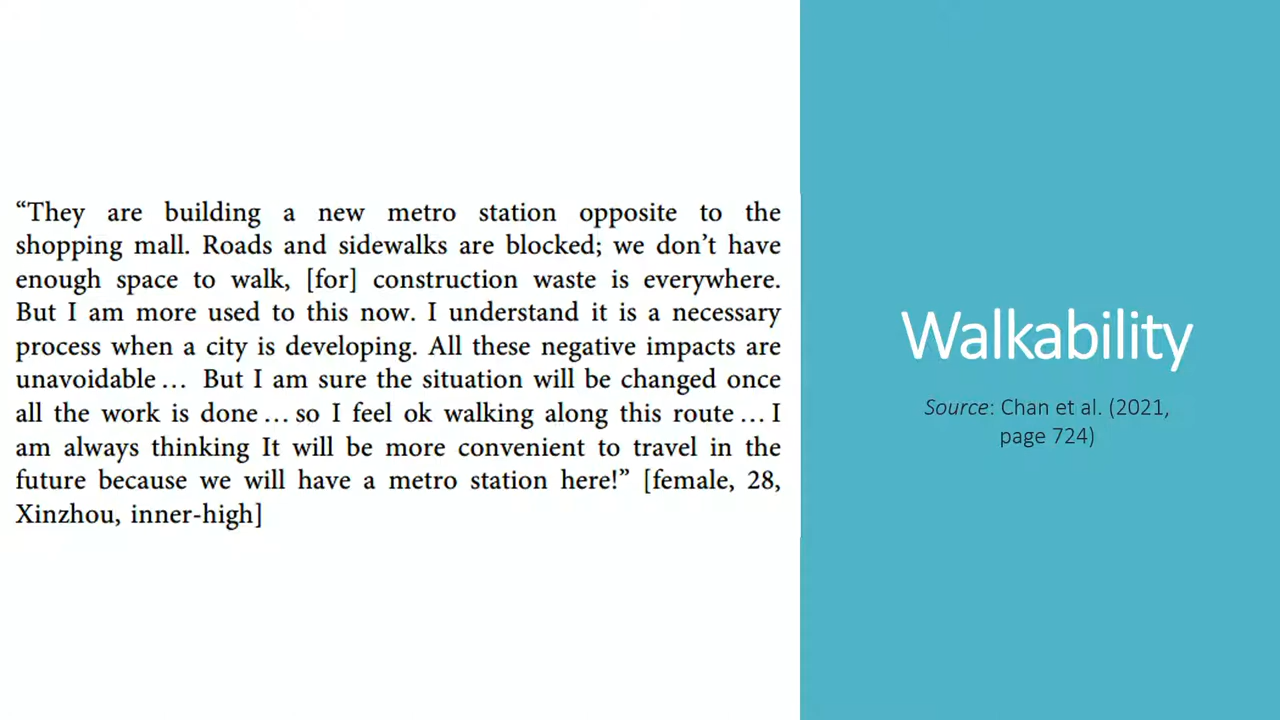 “They are building a new metro station opposite to the
shopping mall. Roads and sidewalks are blocked; we don’t have
enough space to walk, [for] construction waste is everywhere.
But I am more used to this now. I understand it is a necessary
process when a city is developing. All these negative impacts are
unavoidable… But I am sure the situation will be changed once
all the work is done…so I feel ok walking along this route…I
am always thinking It will be more convenient to travel in the
future because we will have a metro station here!” [female, 28,
Xinzhou, inner-high]
Walkability
Source: Chan et al. (2021,
page 724)